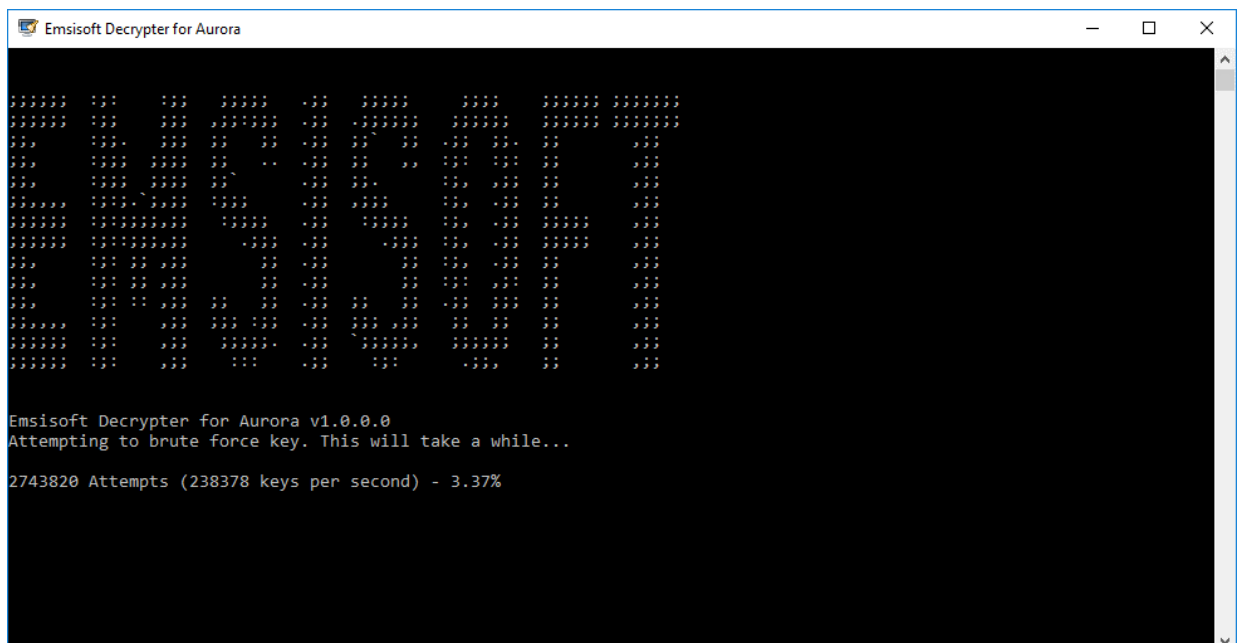 Emsisoft Decrypter for Aurora
EMSISOFT
Emsisoft Decrypter for Aurora v1.0.0.0
Attempting to brute force key. This will take a while...
2743820 Attempts (238378 keys per second) - 3.37%